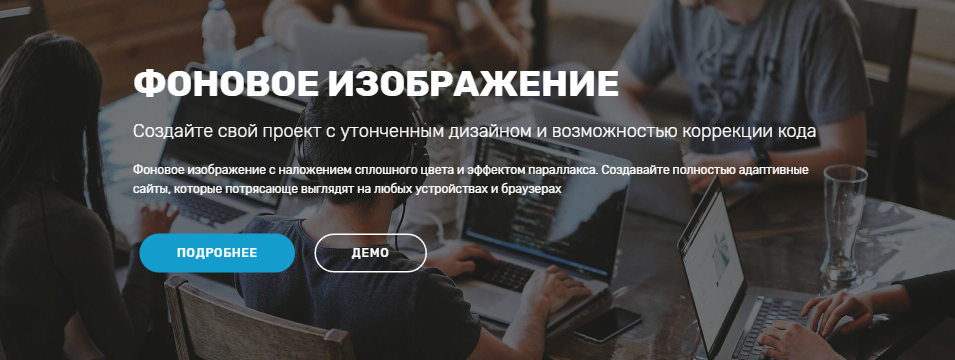 ФОНОВОЕ ИЗОБРАЖЕНИЕ
Создайте свой проект с утонченным дизайном и возможностью коррекции кода
Фоновое изображение с наложением сплошного цвета и эффектом параллакса. Создавайте полностью адаптивные
сайты, которые потрясающе выглядят на любых устройствах и браузерах
ПОДРОБНЕЕ ДЕМО